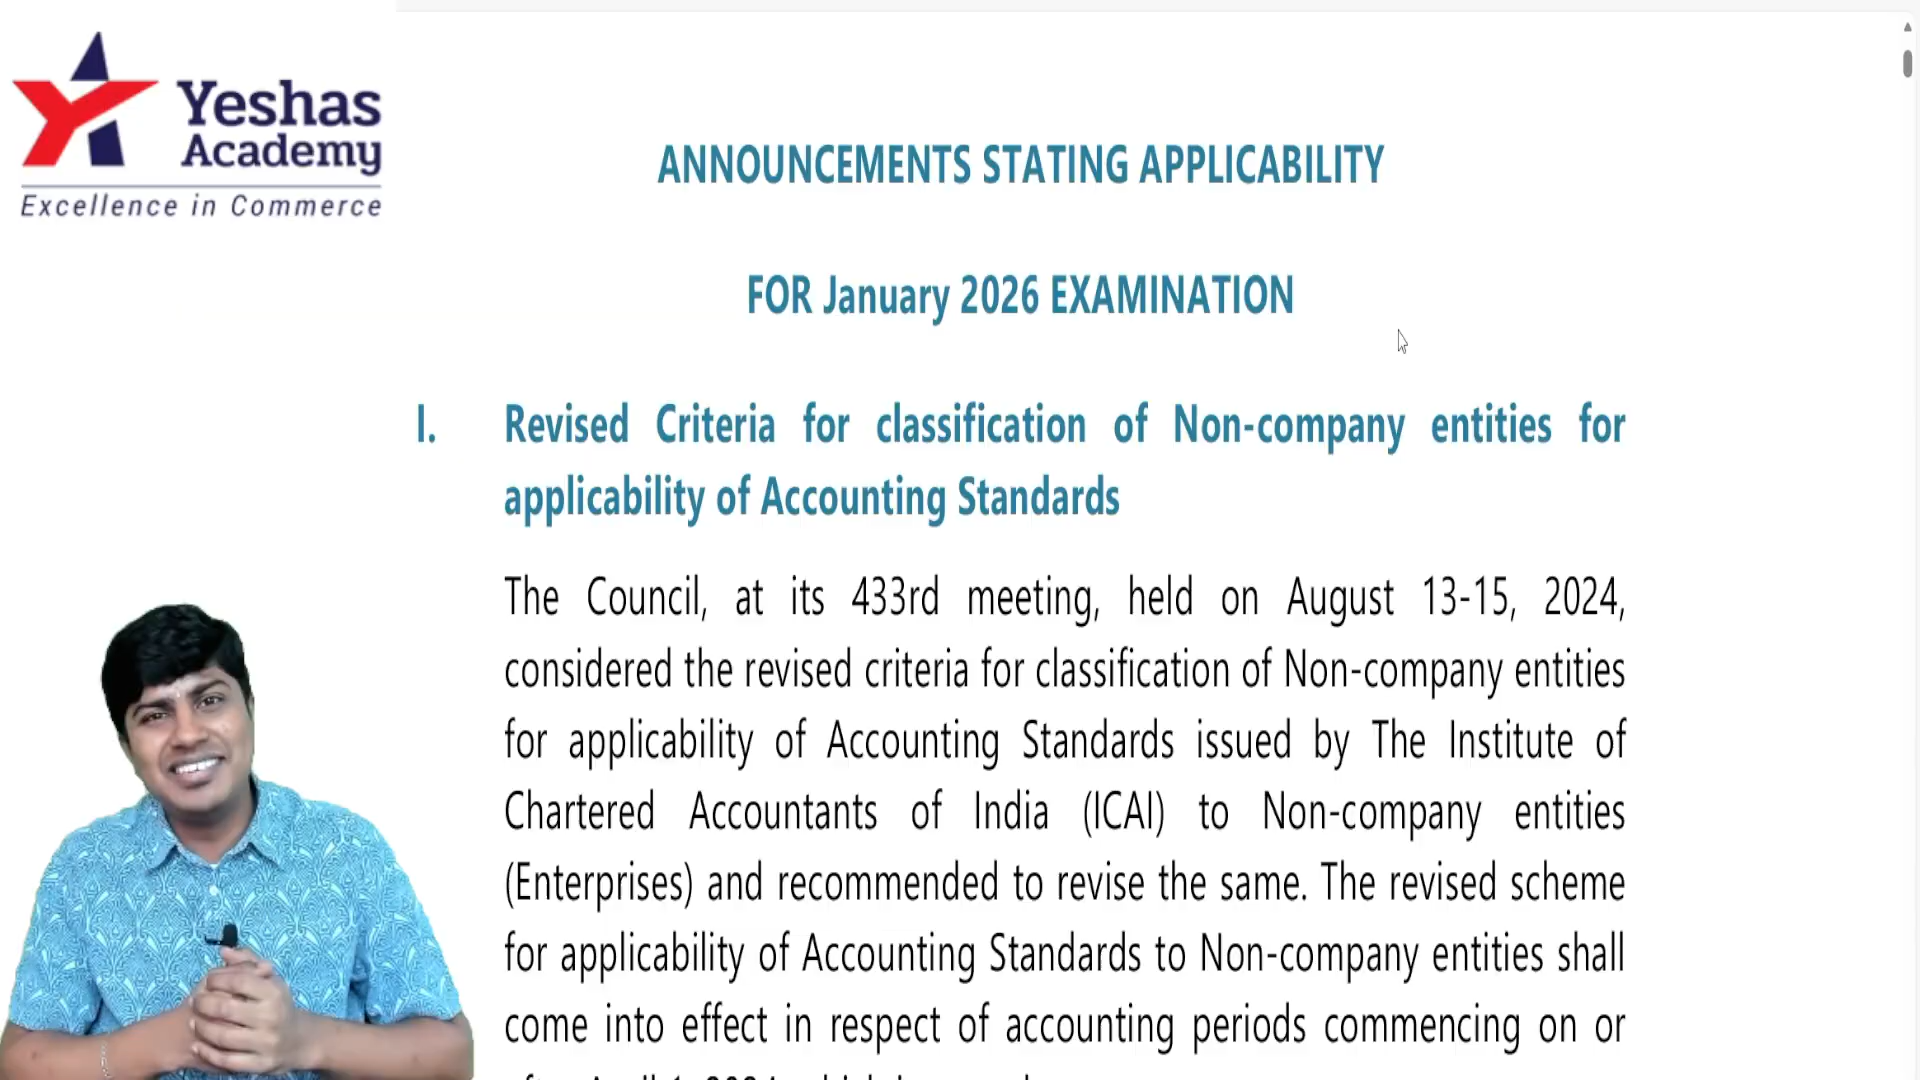 Yeshas
Academy
Excellence in Commerce
ANNOUNCEMENTS STATING APPLICABILITY
FOR January 2026 EXAMINATION
I. Revised Criteria for classification of Non-company entities for
applicability of Accounting Standards
The Council, at its 433rd meeting, held on August 13-15, 2024,
considered the revised criteria for classification of Non-company entities
for applicability of Accounting Standards issued by The Institute of
Chartered Accountants of India (ICAI) to Non-company entities
(Enterprises) and recommended to revise the same. The revised scheme
for applicability of Accounting Standards to Non-company entities shall
come into effect in respect of accounting periods commencing on or